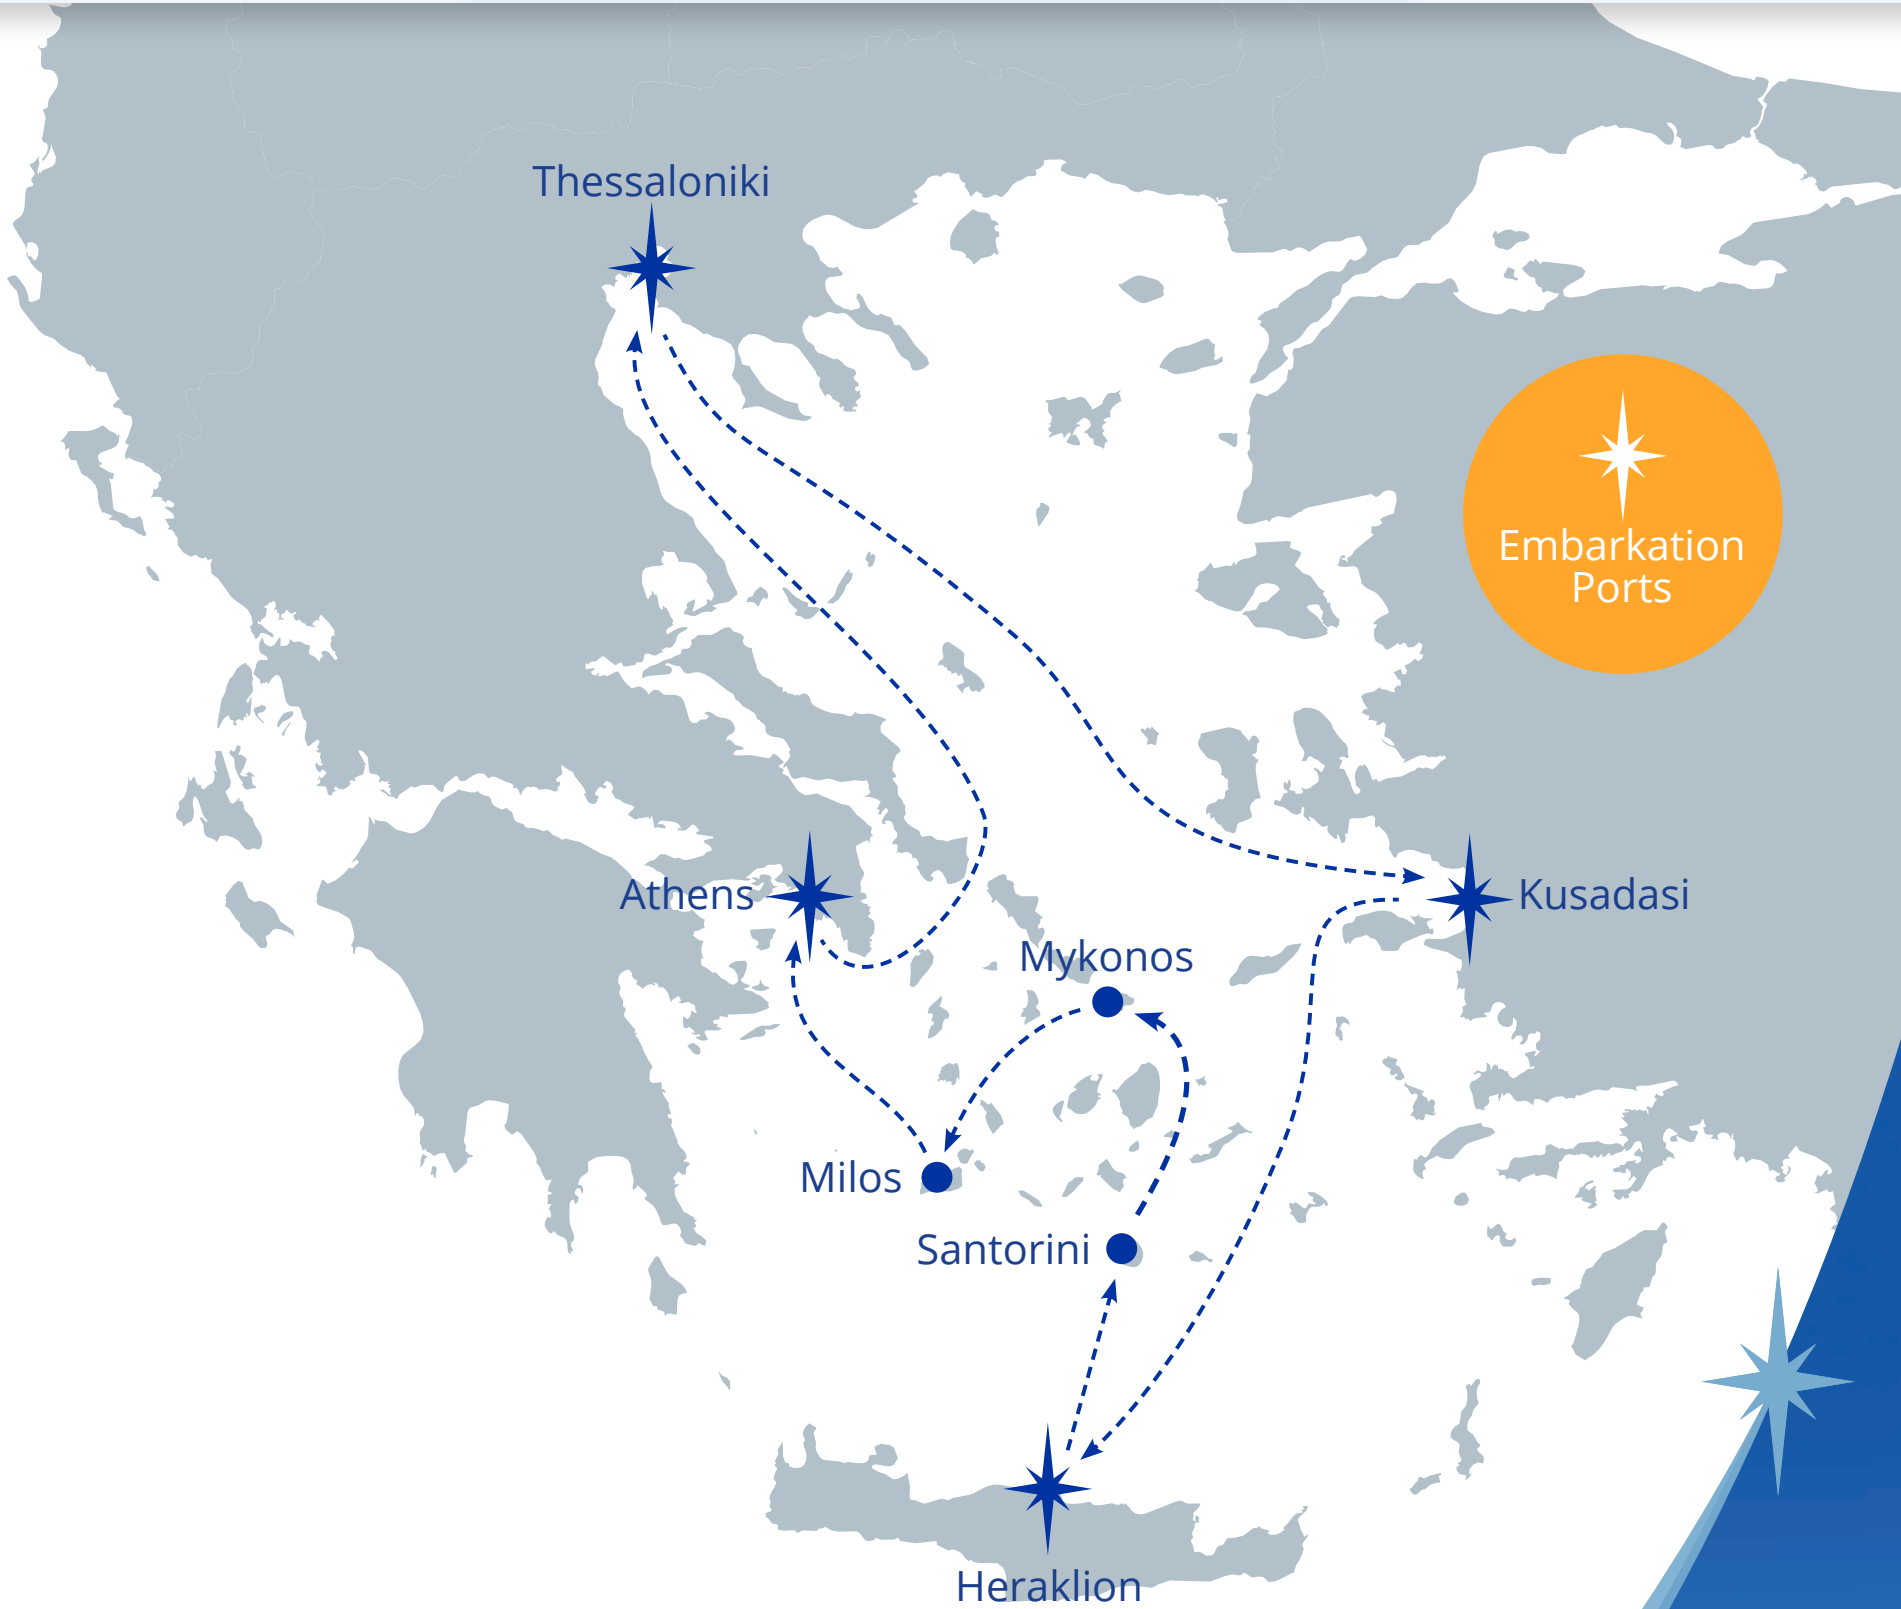 Thessaloniki
Embarkation
Ports
Athens
Kusadasi
Mykonos
Milos
Santorini
Heraklion